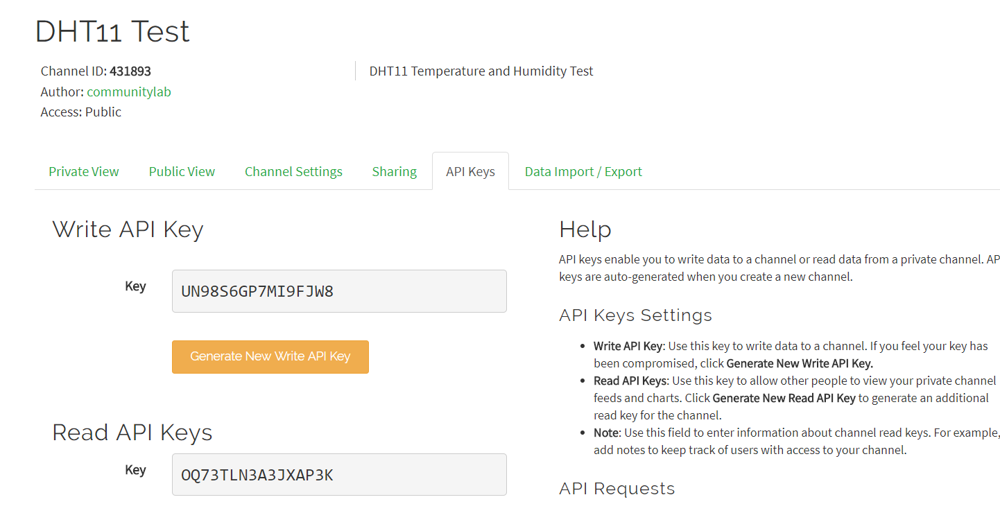 DHT11 Test
Channel ID: 431893
Author: communitylab
Access: Public
DHT11 Temperature and Humidity Test
Private View
Public View
Channel Settings
Sharing
API Keys
Data Import / Export
Write API Key
Key
UN98S6GP7MI9FJW8
Generate New Write API Key
Read API Keys
Key
OQ73TLN3A3JXAP3K
Help
API keys enable you to write data to a channel or read data from a private channel. AP
keys are auto-generated when you create a new channel.
API Keys Settings
• Write API Key: Use this key to write data to a channel. If you feel your key has
been compromised, click Generate New Write API Key.
• Read API Keys: Use this key to allow other people to view your private channel
feeds and charts. Click Generate New Read API Key to generate an additional
read key for the channel.
• Note: Use this field to enter information about channel read keys. For example,
add notes to keep track of users with access to your channel.
API Requests